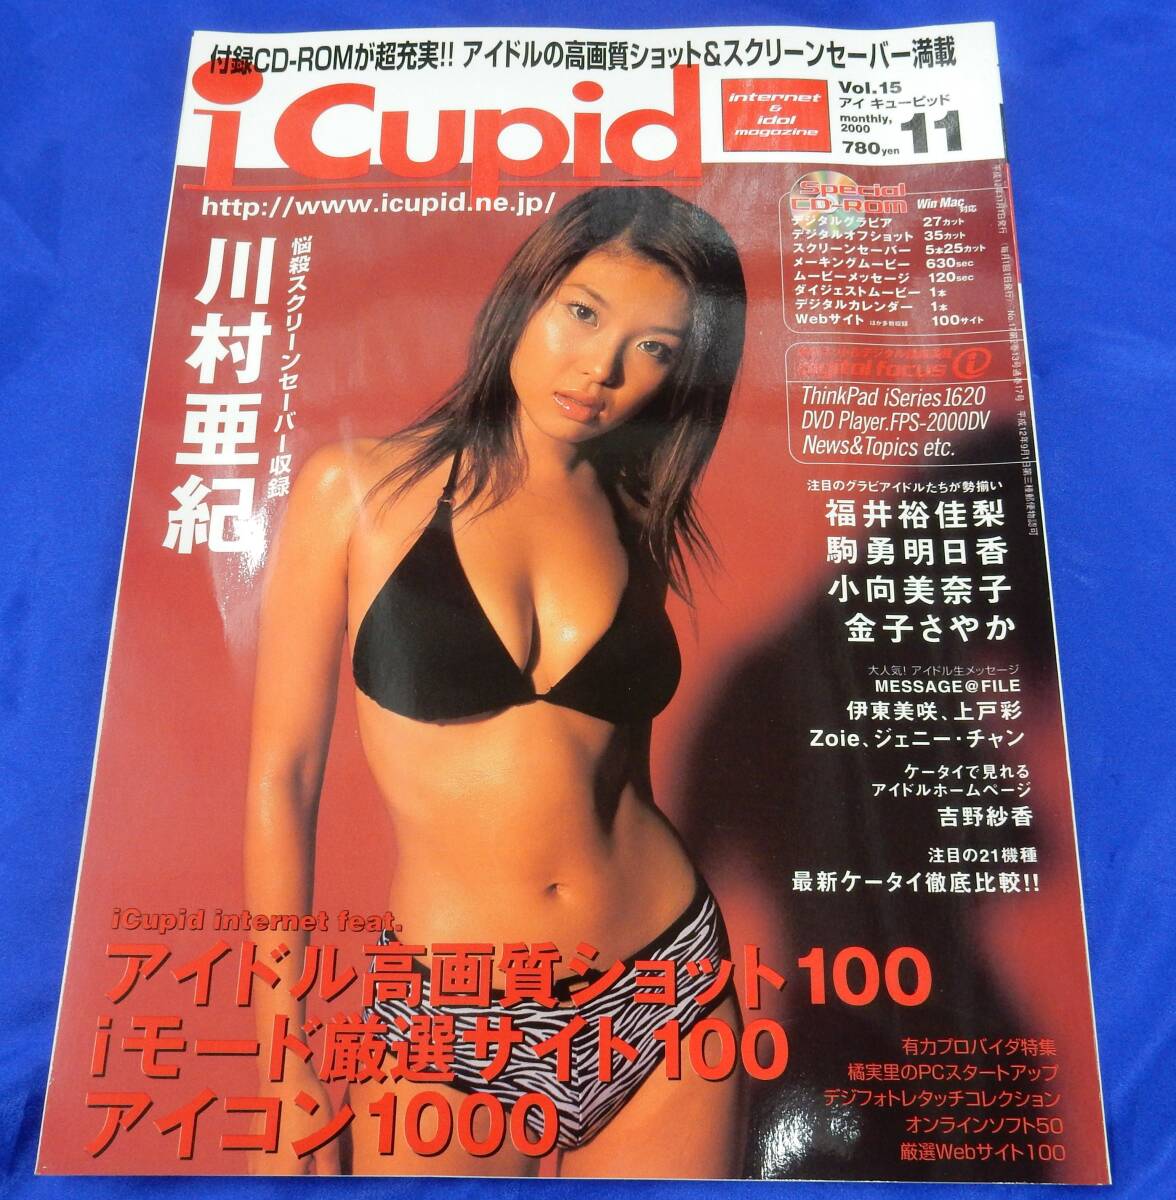 付録CD-ROMが超充実!! アイドルの高画質ショット&スクリーンセーバー満載
iCupid
internet
&
idol
magazine
Vol.15
アイ キューピッド
monthly,
2000
11
780yen
http://www.icupid.ne.jp/
悩殺スクリーンセーバー収録
川村亜紀
Special
CD-ROM Win Mac対応
デジタルグラビア 27カット
デジタルオフショット 35カット
スクリーンセーバー 5本25カット
メーキングムービー 630sec
ムービーメッセージ 120sec
ダイジェストムービー 1本
デジタルカレンダー 1本
Webサイト ほか多数収録 100サイト
digital focus i
ThinkPad iSeries 1620
DVD Player.FPS-2000DV
News&Topics etc.
注目のグラビアイドルたちが勢揃い
福井裕佳梨
駒勇明日香
小向美奈子
金子さやか
大人気! アイドル生メッセージ
MESSAGE@FILE
伊東美咲、上戸彩
Zoie、ジェニー・チャン
ケータイで見れる
アイドルホームページ
吉野紗香
注目の21機種
最新ケータイ徹底比較!!
iCupid internet feat.
アイドル高画質ショット100
iモード厳選サイト100
アイコン1000
有力プロバイダ特集
橘実里のPCスタートアップ
デジフォトレタッチコレクション
オンラインソフト50
厳選Webサイト100